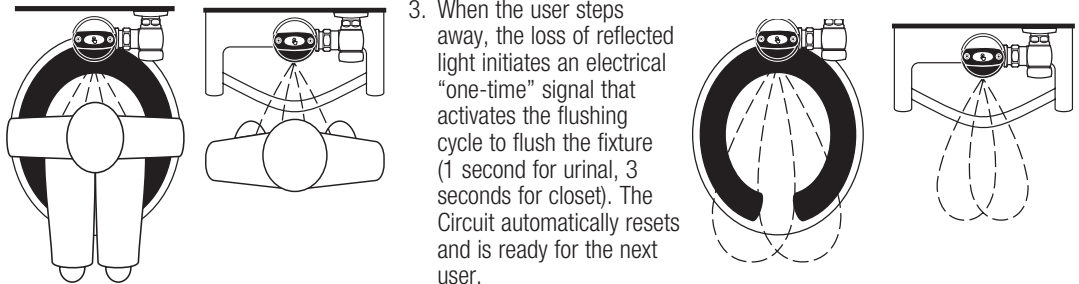 3. When the user steps
away, the loss of reflected
light initiates an electrical
“one-time” signal that
activates the flushing
cycle to flush the fixture
(1 second for urinal, 3
seconds for closet). The
Circuit automatically resets
and is ready for the next
user.